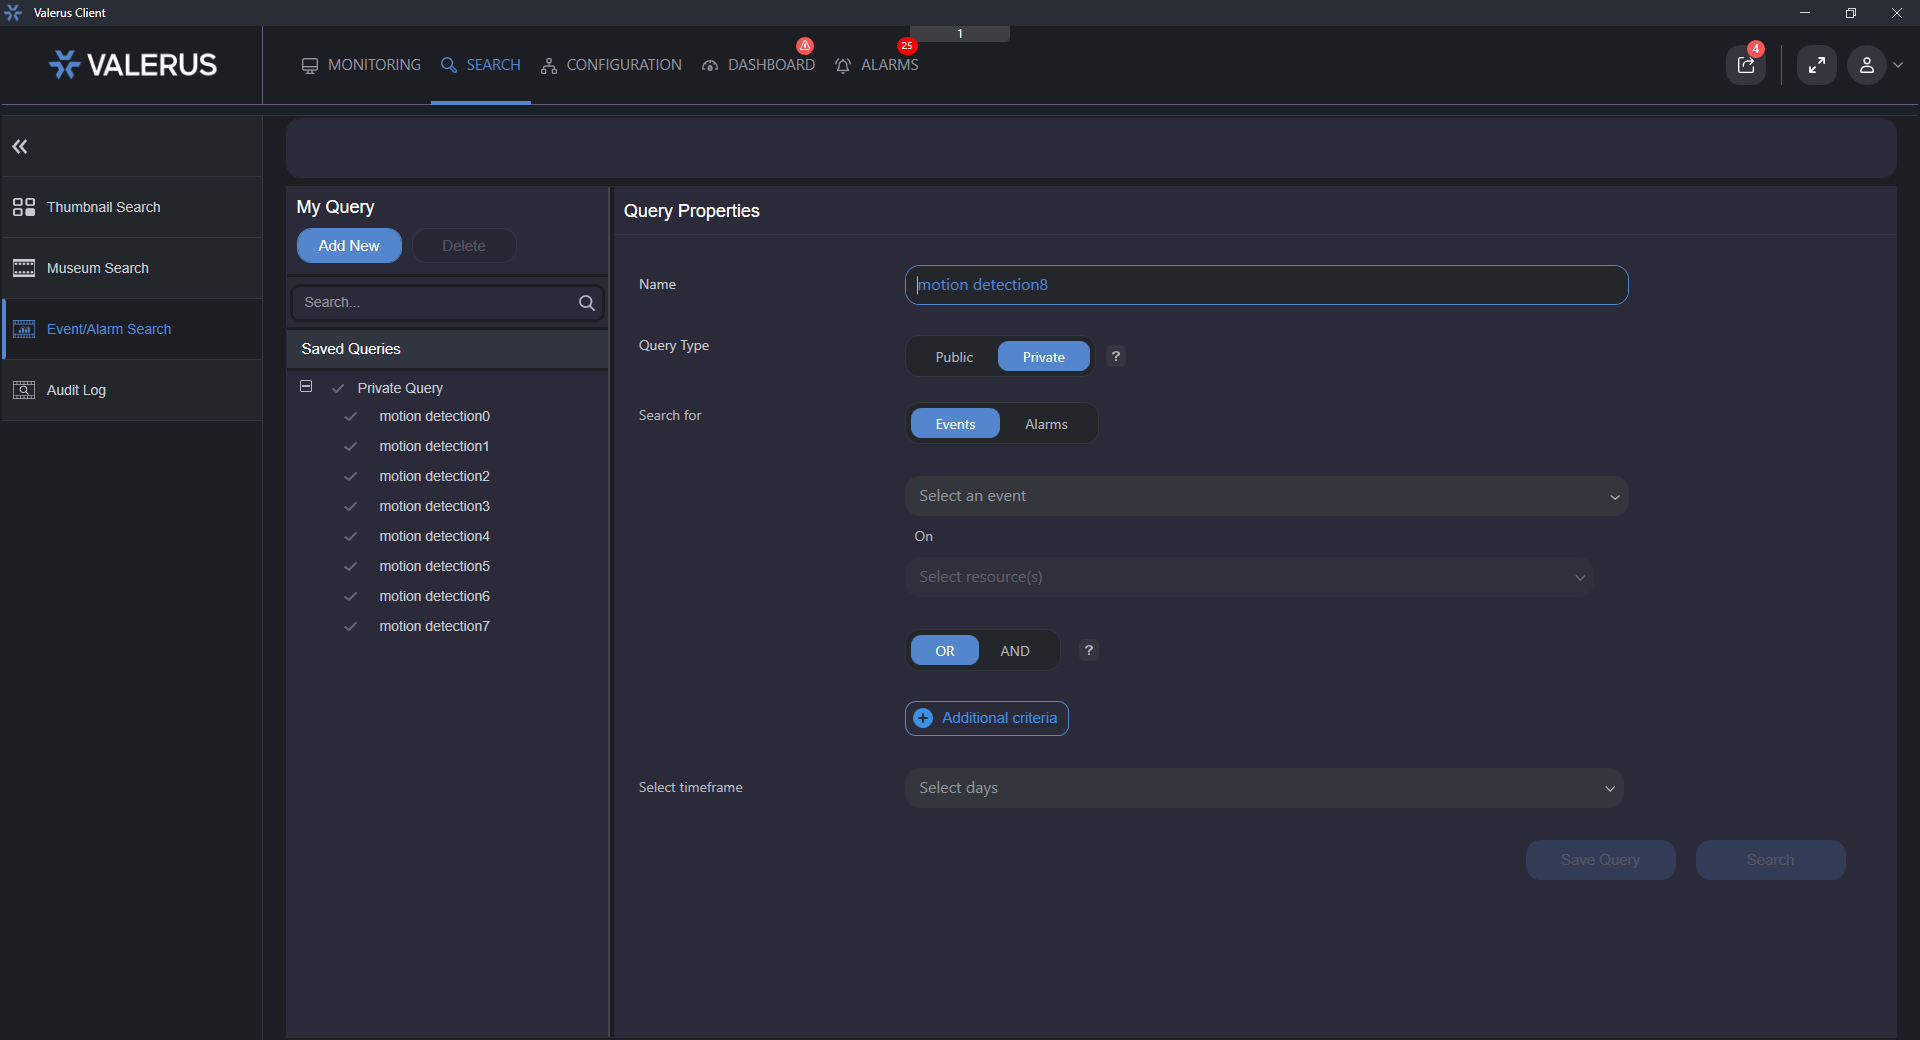 Valerus Client
1
VALERUS
MONITORING
SEARCH
CONFIGURATION
DASHBOARD
25
ALARMS
4
Thumbnail Search
Museum Search
Event/Alarm Search
Audit Log
My Query
Add New
Delete
Search...
Saved Queries
Private Query
motion detection0
motion detection1
motion detection2
motion detection3
motion detection4
motion detection5
motion detection6
motion detection7
Query Properties
Name
motion detection8
Query Type
Public
Private
?
Search for
Events
Alarms
Select an event
On
Select resource(s)
OR
AND
?
Additional criteria
Select timeframe
Select days
Save Query
Search